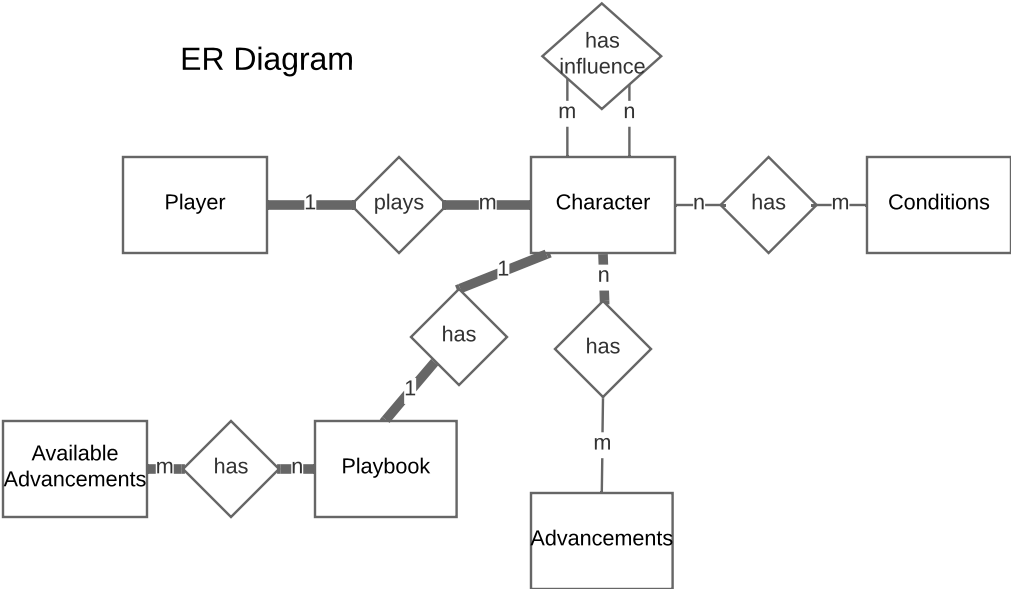 has
influence
ER Diagram
m
n
Player
1
plays
m
Character
n
has
m
Conditions
1
n
has
has
1
m
Available
Advancements
m
has
n
Playbook
Advancements